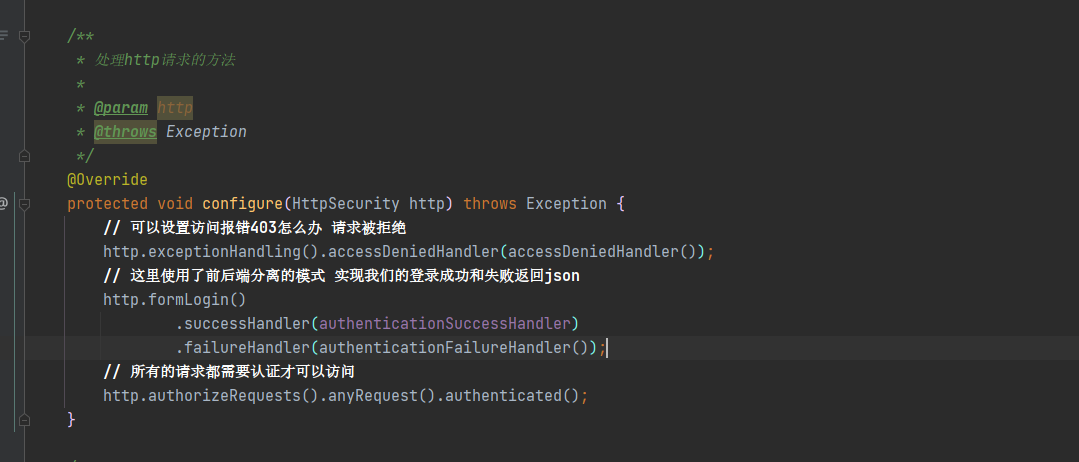 /**
* 处理http请求的方法
*
* @param http
* @throws Exception
*/
@Override
protected void configure(HttpSecurity http) throws Exception {
// 可以设置访问报错403怎么办 请求被拒绝
http.exceptionHandling().accessDeniedHandler(accessDeniedHandler());
// 这里使用了前后端分离的模式 实现我们的登录成功和失败返回json
http.formLogin()
.successHandler(authenticationSuccessHandler)
.failureHandler(authenticationFailureHandler());
// 所有的请求都需要认证才可以访问
http.authorizeRequests().anyRequest().authenticated();
}